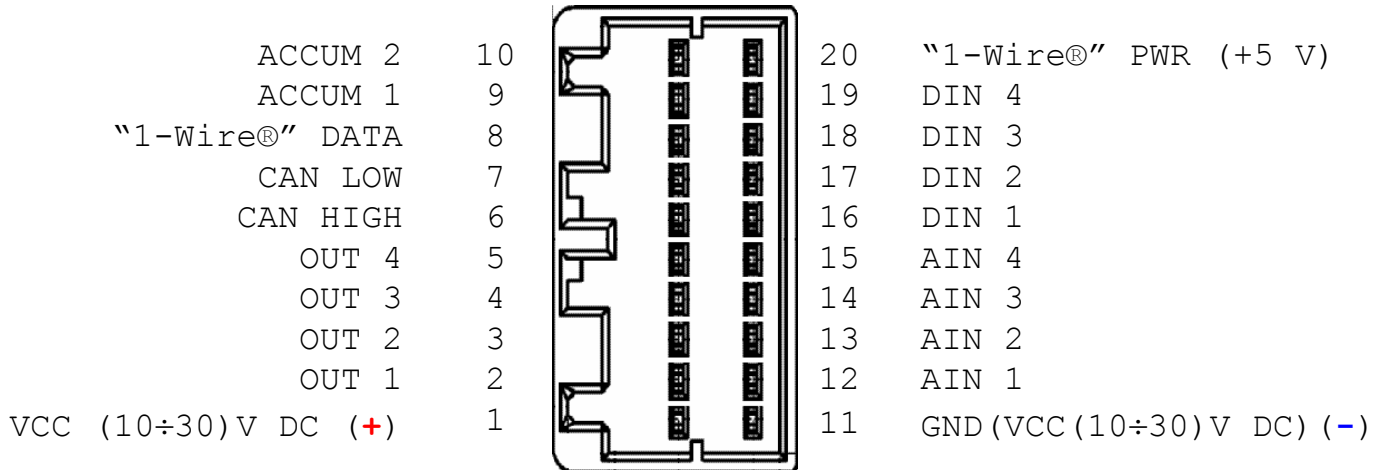 ACCUM 2 10 20 “1-Wire®” PWR (+5 V)
ACCUM 1 9 19 DIN 4
“1-Wire®” DATA 8 18 DIN 3
CAN LOW 7 17 DIN 2
CAN HIGH 6 16 DIN 1
OUT 4 5 15 AIN 4
OUT 3 4 14 AIN 3
OUT 2 3 13 AIN 2
OUT 1 2 12 AIN 1
VCC (10÷30)V DC (+) 1 11 GND(VCC(10÷30)V DC)(-)